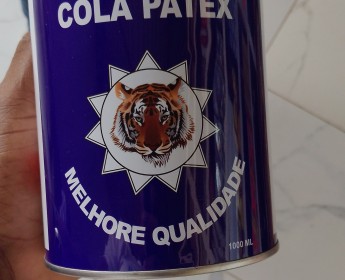 COLA PATEX
MELHORE QUALIDADE
1000 ML